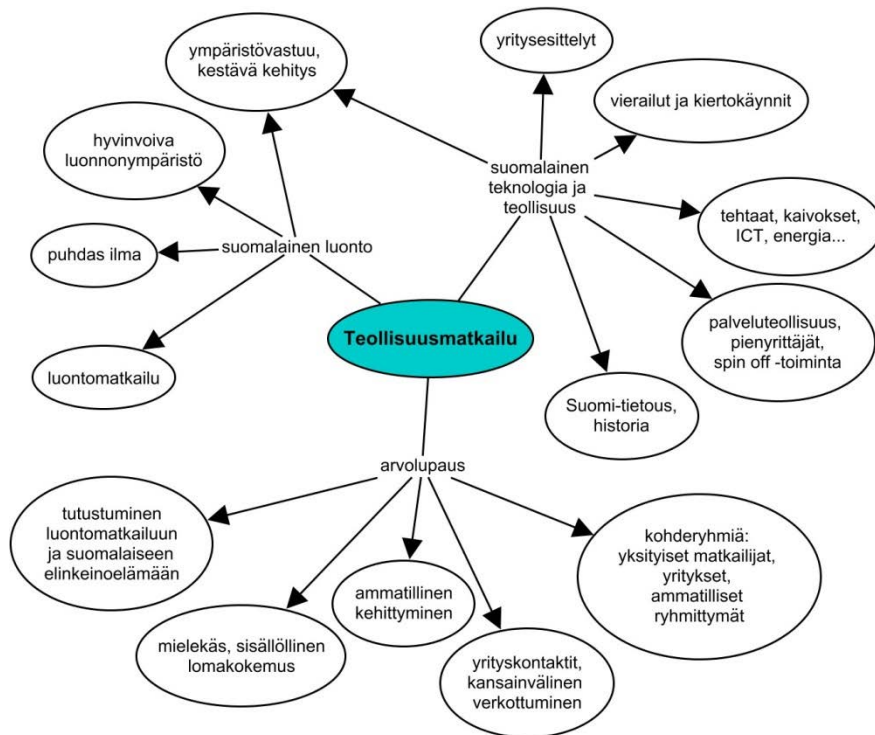 ympäristövastuu,
kestävä kehitys
yritysesittelyt
vierailut ja kiertokäynnit
hyvinvoiva
luonnonympäristö
suomalainen
teknologia ja
teollisuus
tehtaat, kaivokset,
ICT, energia...
puhdas ilma
suomalainen luonto
palveluteollisuus,
pienyrittäjät,
spin off -toiminta
Teollisuusmatkailu
luontomatkailu
Suomi-tietous,
historia
arvolupaus
tutustuminen
luontomatkailuun
ja suomalaiseen
elinkeinoelämään
mielekäs, sisällöllinen
lomakokemus
ammatillinen
kehittyminen
yrityskontaktit,
kansainvälinen
verkottuminen
kohderyhmiä:
yksityiset matkailijat,
yritykset,
ammatilliset
ryhmittymät